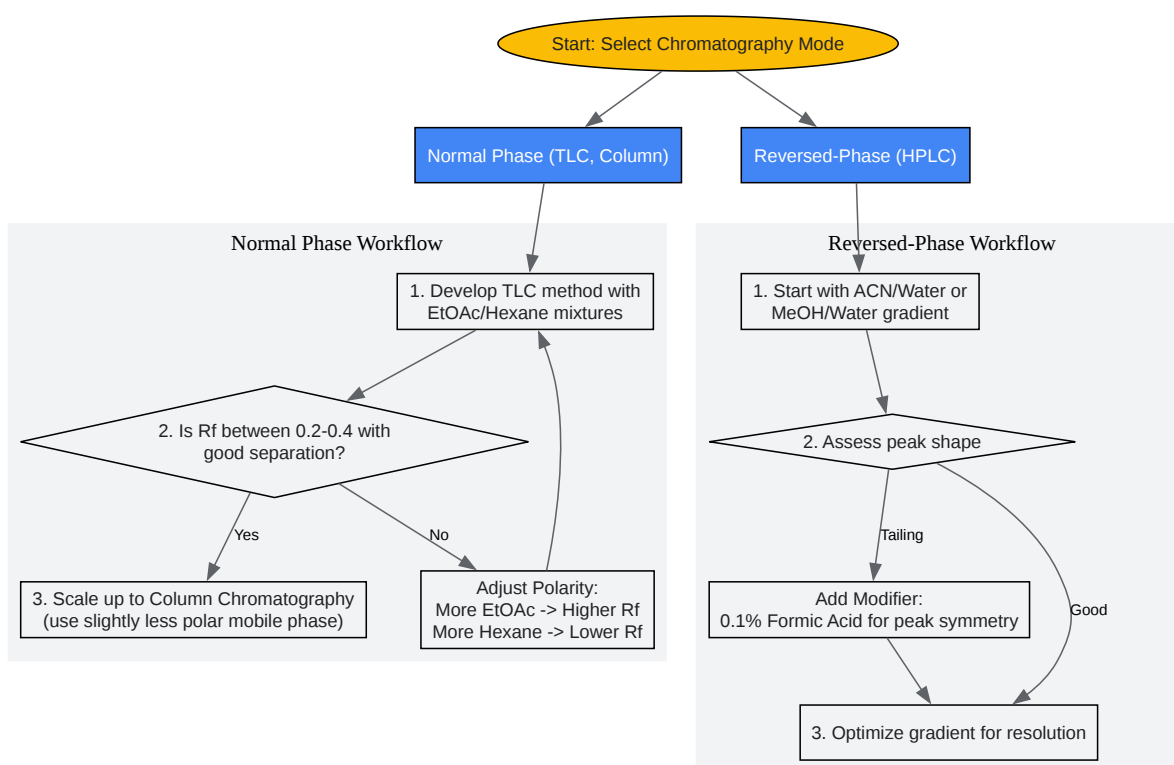 Start: Select Chromatography Mode
Normal Phase (TLC, Column)
Reversed-Phase (HPLC)
Normal Phase Workflow
1. Develop TLC method with
EtOAc/Hexane mixtures
2. Is Rf between 0.2-0.4 with
good separation?
Yes
No
3. Scale up to Column Chromatography
(use slightly less polar mobile phase)
Adjust Polarity:
More EtOAc -> Higher Rf
More Hexane -> Lower Rf
Reversed-Phase Workflow
1. Start with ACN/Water or
MeOH/Water gradient
2. Assess peak shape
Tailing
Good
Add Modifier:
0.1% Formic Acid for peak symmetry
3. Optimize gradient for resolution